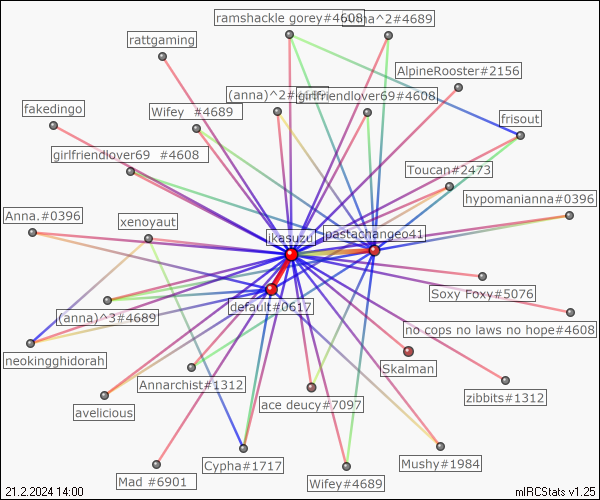 ramshackle gorey#4608
Anna^2#4689
rattgaming
AlpineRooster#2156
(anna)^2#
girlfriendlover69#4608
fakedingo
Wifey #4689
frisout
girlfriendlover69 #4608
Toucan#2473
hypomanianna#0396
Anna.#0396
xenoyaut
ikasuzu
pastachangeo41
Soxy Foxy#5076
(anna)^3#4689
default#0617
no cops no laws no hope#4608
neokingghidorah
Skalman
Annarchist#1312
zibbits#1312
avelicious
ace deucy#7097
Mushy#1984
Cypha#1717
Mad #6901
Wifey#4689
21.2.2024 14:00
mIRCStats v1.25